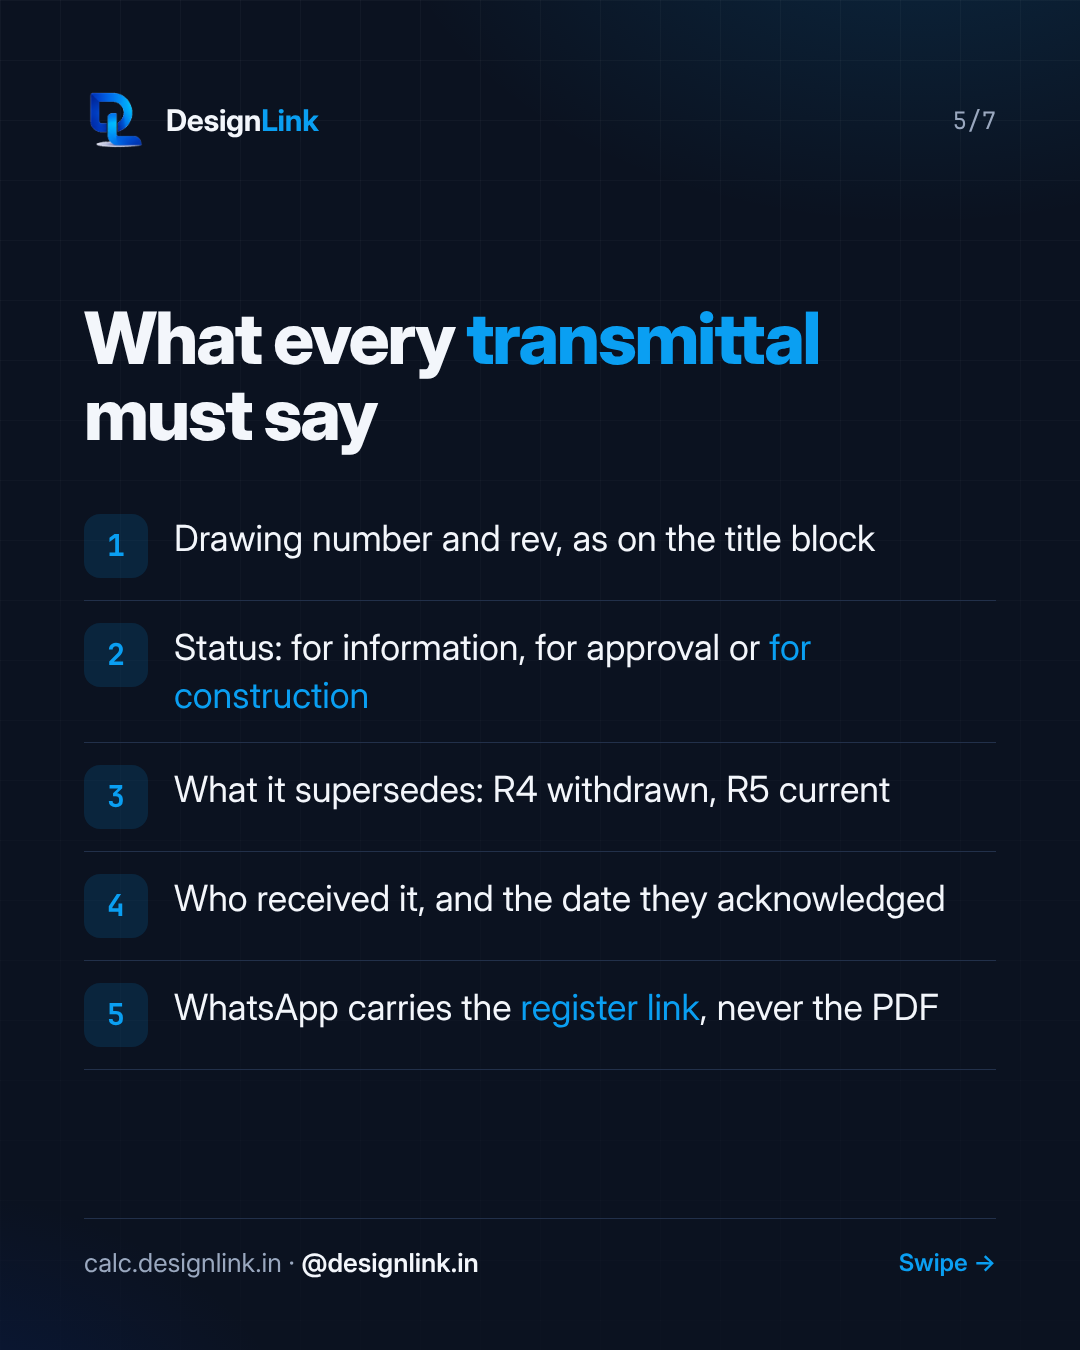 DesignLink
5/7
What every transmittal
must say
1 Drawing number and rev, as on the title block
2 Status: for information, for approval or for
construction
3 What it supersedes: R4 withdrawn, R5 current
4 Who received it, and the date they acknowledged
5 WhatsApp carries the register link, never the PDF
calc.designlink.in · @designlink.in
Swipe →